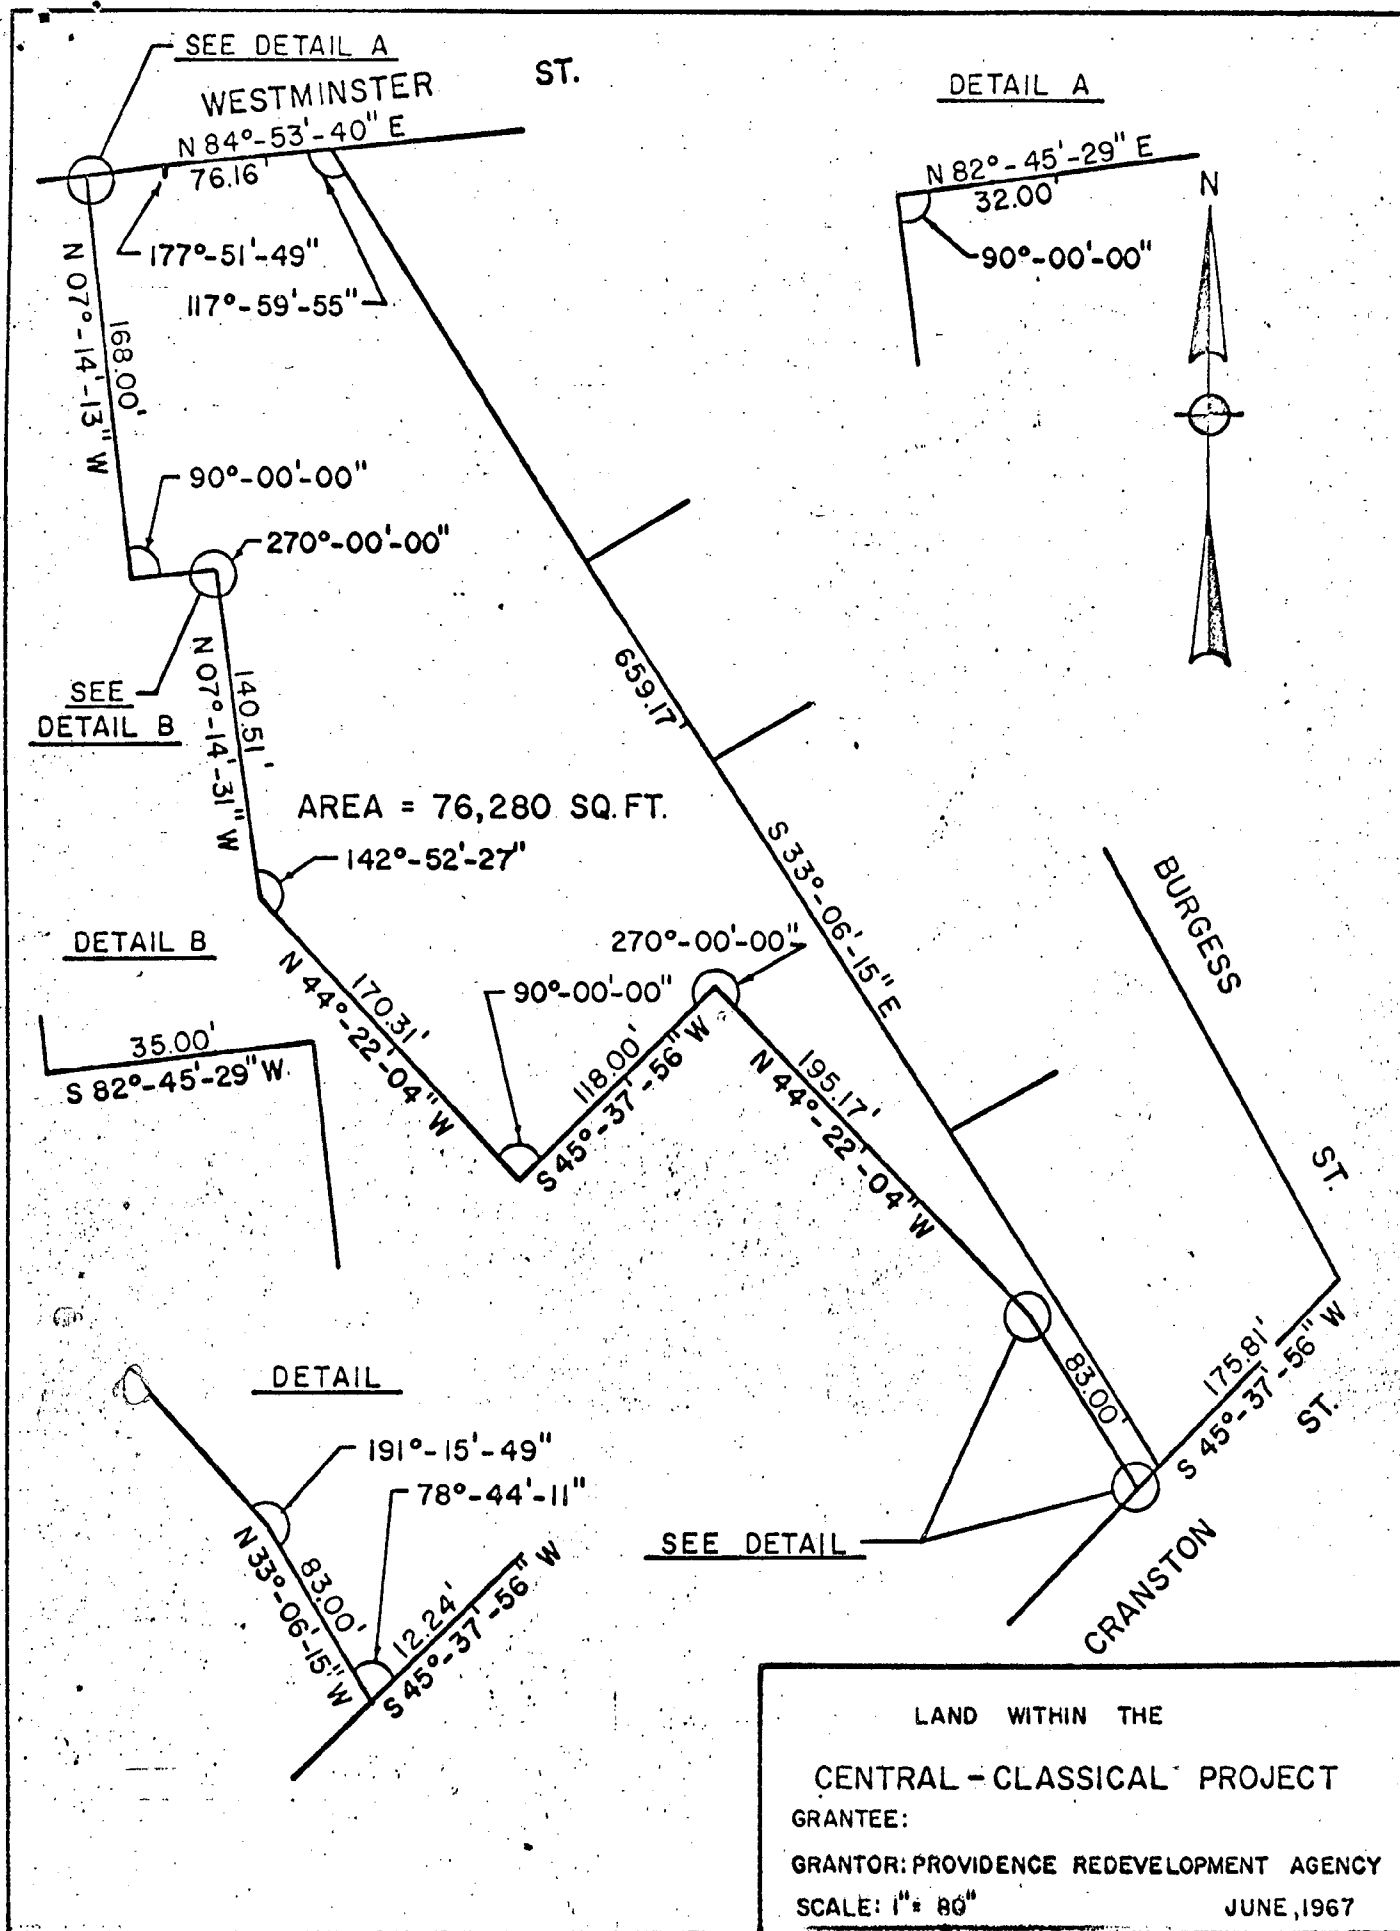 SEE DETAIL A
ST.
WESTMINSTER
DETAIL A
N 84°-53'-40" E
76.16'
N 82°-45'-29" E
32.00'
N
177°-51'-49"
90°-00'-00"
117°-59'-55"
168.00'
N 07°-14'-13" W
90°-00'-00"
270°-00'-00"
SEE
DETAIL B
140.51'
N 07°-14'-31" W
659.17'
S 33°-06'-15" E
AREA = 76,280 SQ. FT.
142°-52'-27"
BURGESS
ST.
DETAIL B
270°-00'-00"
90°-00'-00"
35.00'
S 82°-45'-29" W.
170.31'
N 44°-22'-04" W
118.00'
S 45°-37'-56" W
195.17'
N 44°-22'-04" W
83.00'
175.81'
S 45°-37'-56" W
ST.
CRANSTON
DETAIL
191°-15'-49"
78°-44'-11"
SEE DETAIL
83.00'
N 33°-06'-15" W
12.24'
S 45°-37'-56" W
LAND WITHIN THE
CENTRAL-CLASSICAL PROJECT
GRANTEE:
GRANTOR: PROVIDENCE REDEVELOPMENT AGENCY
SCALE: 1" = 80"
JUNE, 1967